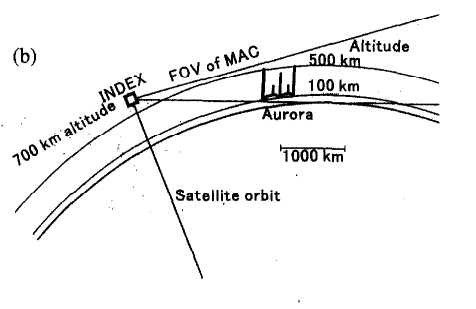 (b)
Altitude
FOV of MAC
500 km
INDEX
100 km
700 km altitude
Aurora
1000 km
Satellite orbit